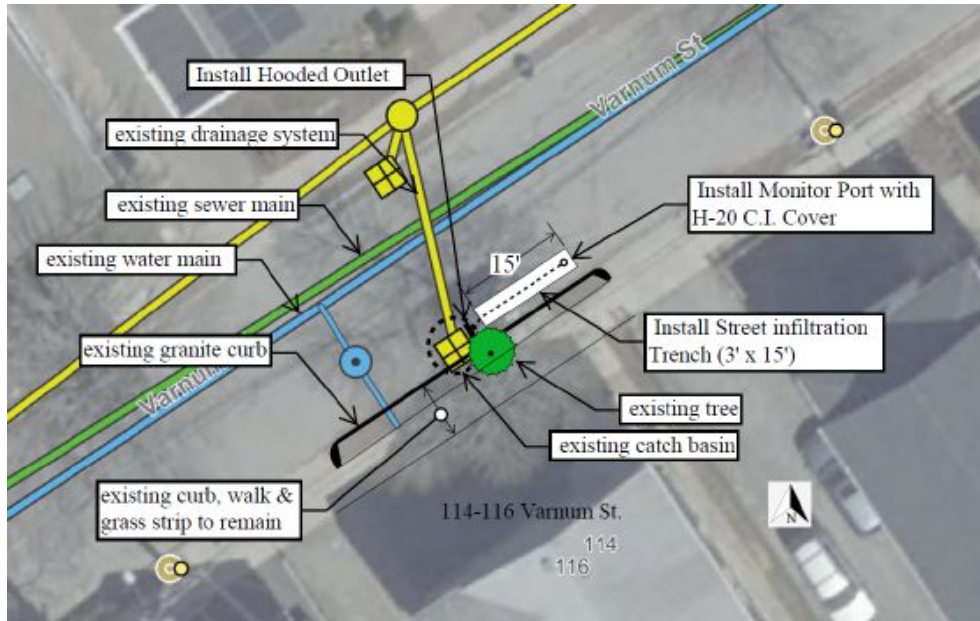 Install Hooded Outlet
Varnum St
existing drainage system
Install Monitor Port with
H-20 C.I. Cover
existing sewer main
existing water main
15'
Install Street infiltration
Trench (3' x 15')
existing granite curb
Varnum
existing tree
existing catch basin
existing curb, walk &
grass strip to remain
114-116 Varnum St.
114
116
N